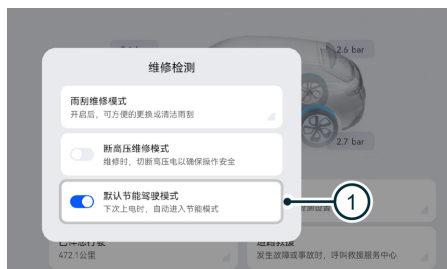 2.6 bar
维修检测
雨刮维修模式
开启后，可方便的更换或清洁雨刮
2.7 bar
断高压维修模式
维修时，切断高压电以确保操作安全
默认节能驾驶模式
下次上电时，自动进入节能模式
1
472.1公里
道路救援
发生故障或事故时，呼叫救援服务中心